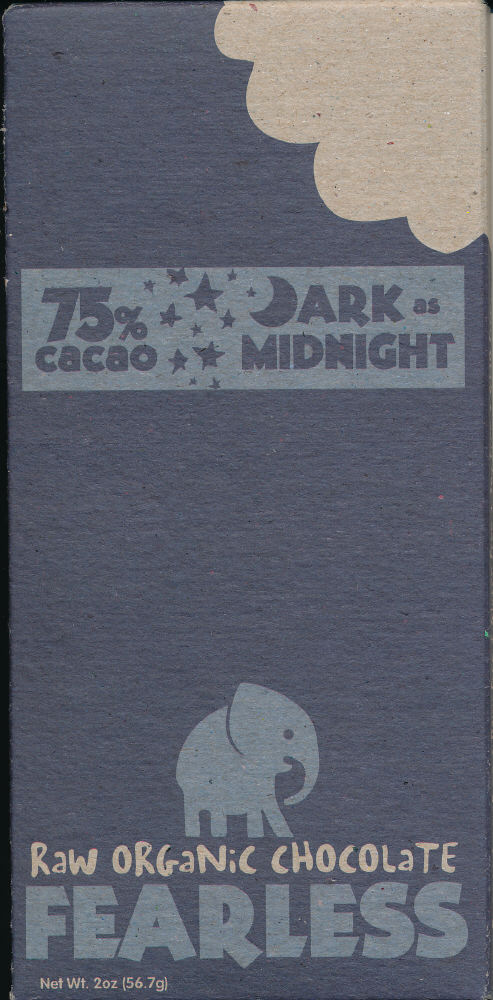 75% DARK as
cacao MIDNIGHT
RaW ORGaNiC CHOCOLaTE
FEARLESS
Net Wt. 2oz (56.7g)